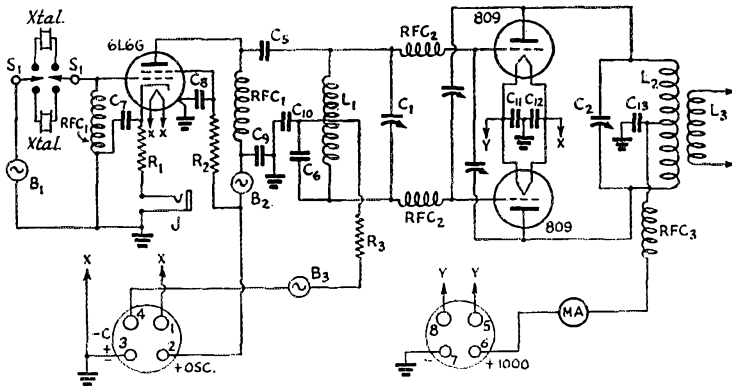 Xtal.
6L6G
C5
RFC2
809
S1
S1
C8
RFC1
C10
L1
C1
L2
L3
C7
C11
C12
C2
C13
RFC1
X
X
Y
X
R1
R2
C9
C6
Xtal.
B1
B2
RFC2
809
RFC3
J
R3
X
X
B3
Y
Y
MA
4
1
8
5
-C
+
-
3
2
7
6
-
+OSC.
+1000